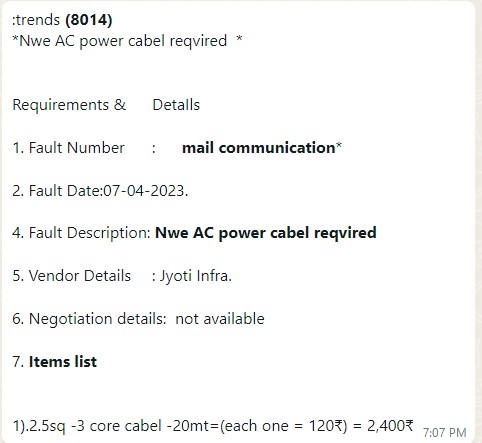 :trends (8014)
*Nwe AC power cabel reqvired  *
Requirements &      Detalls
1. Fault Number      :      mail communication*
2. Fault Date:07-04-2023.
4. Fault Description: Nwe AC power cabel reqvired
5. Vendor Details     : Jyoti Infra.
6. Negotiation details:  not available
7. Items list
1).2.5sq -3 core cabel -20mt=(each one = 120₹) = 2,400₹
7:07 PM